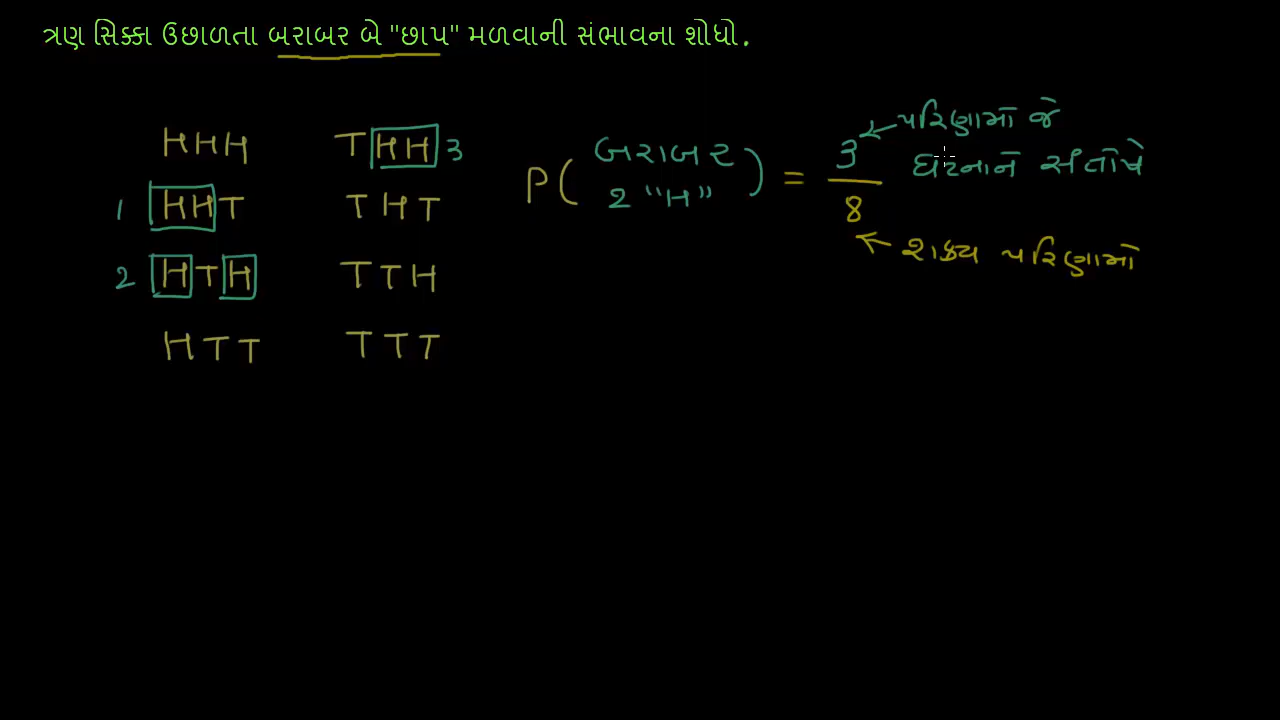 ત્રણ સિક્કા ઉછાળતા બરાબર બે "છાપ" મળવાની સંભાવના શોધો.
HHH THH 3
1 HHT THT
2 HTH TTH
HTT TTT
P( બરાબર 2 "H" ) = 3/8
પરિણામો જે
ઘટનાને સંતોષે
શક્ય પરિણામો